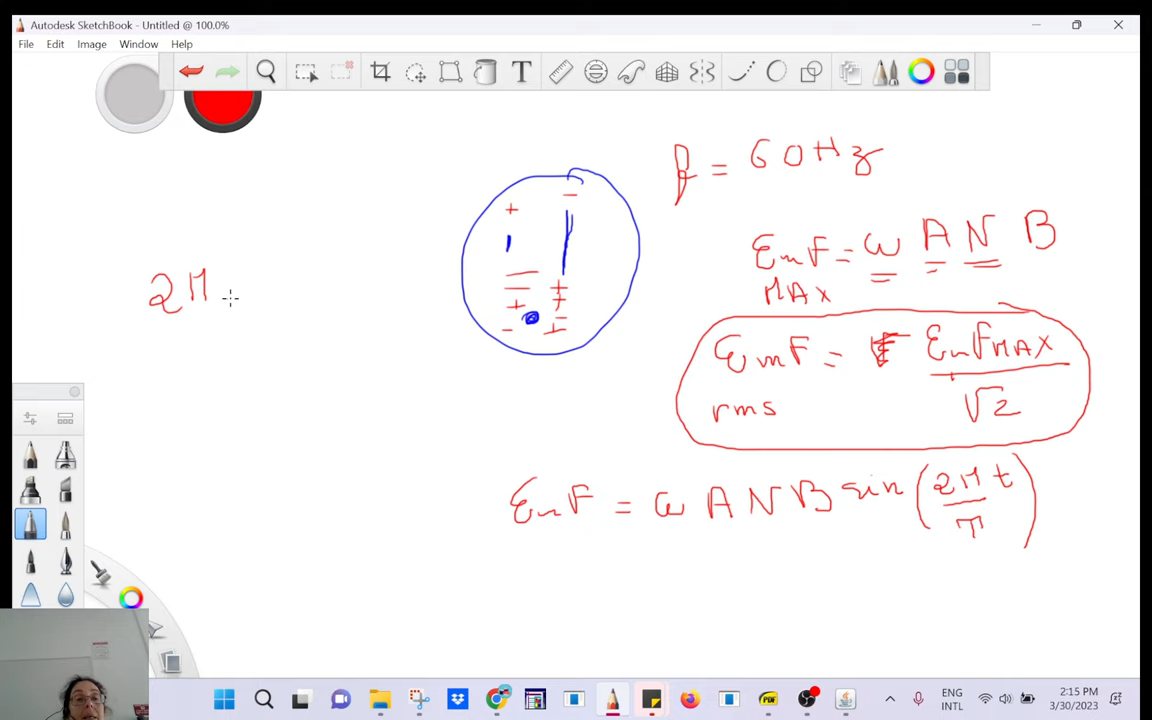 Autodesk SketchBook - Untitled @ 100.0%
File Edit Image Window Help
f = 60Hz
EmF = ω A N B
MAX
EmF = EmFMAX
rms √2
EmF = ω A N B sin (2π t
T)
2π
ENG
INTL
2:15 PM
3/30/2023